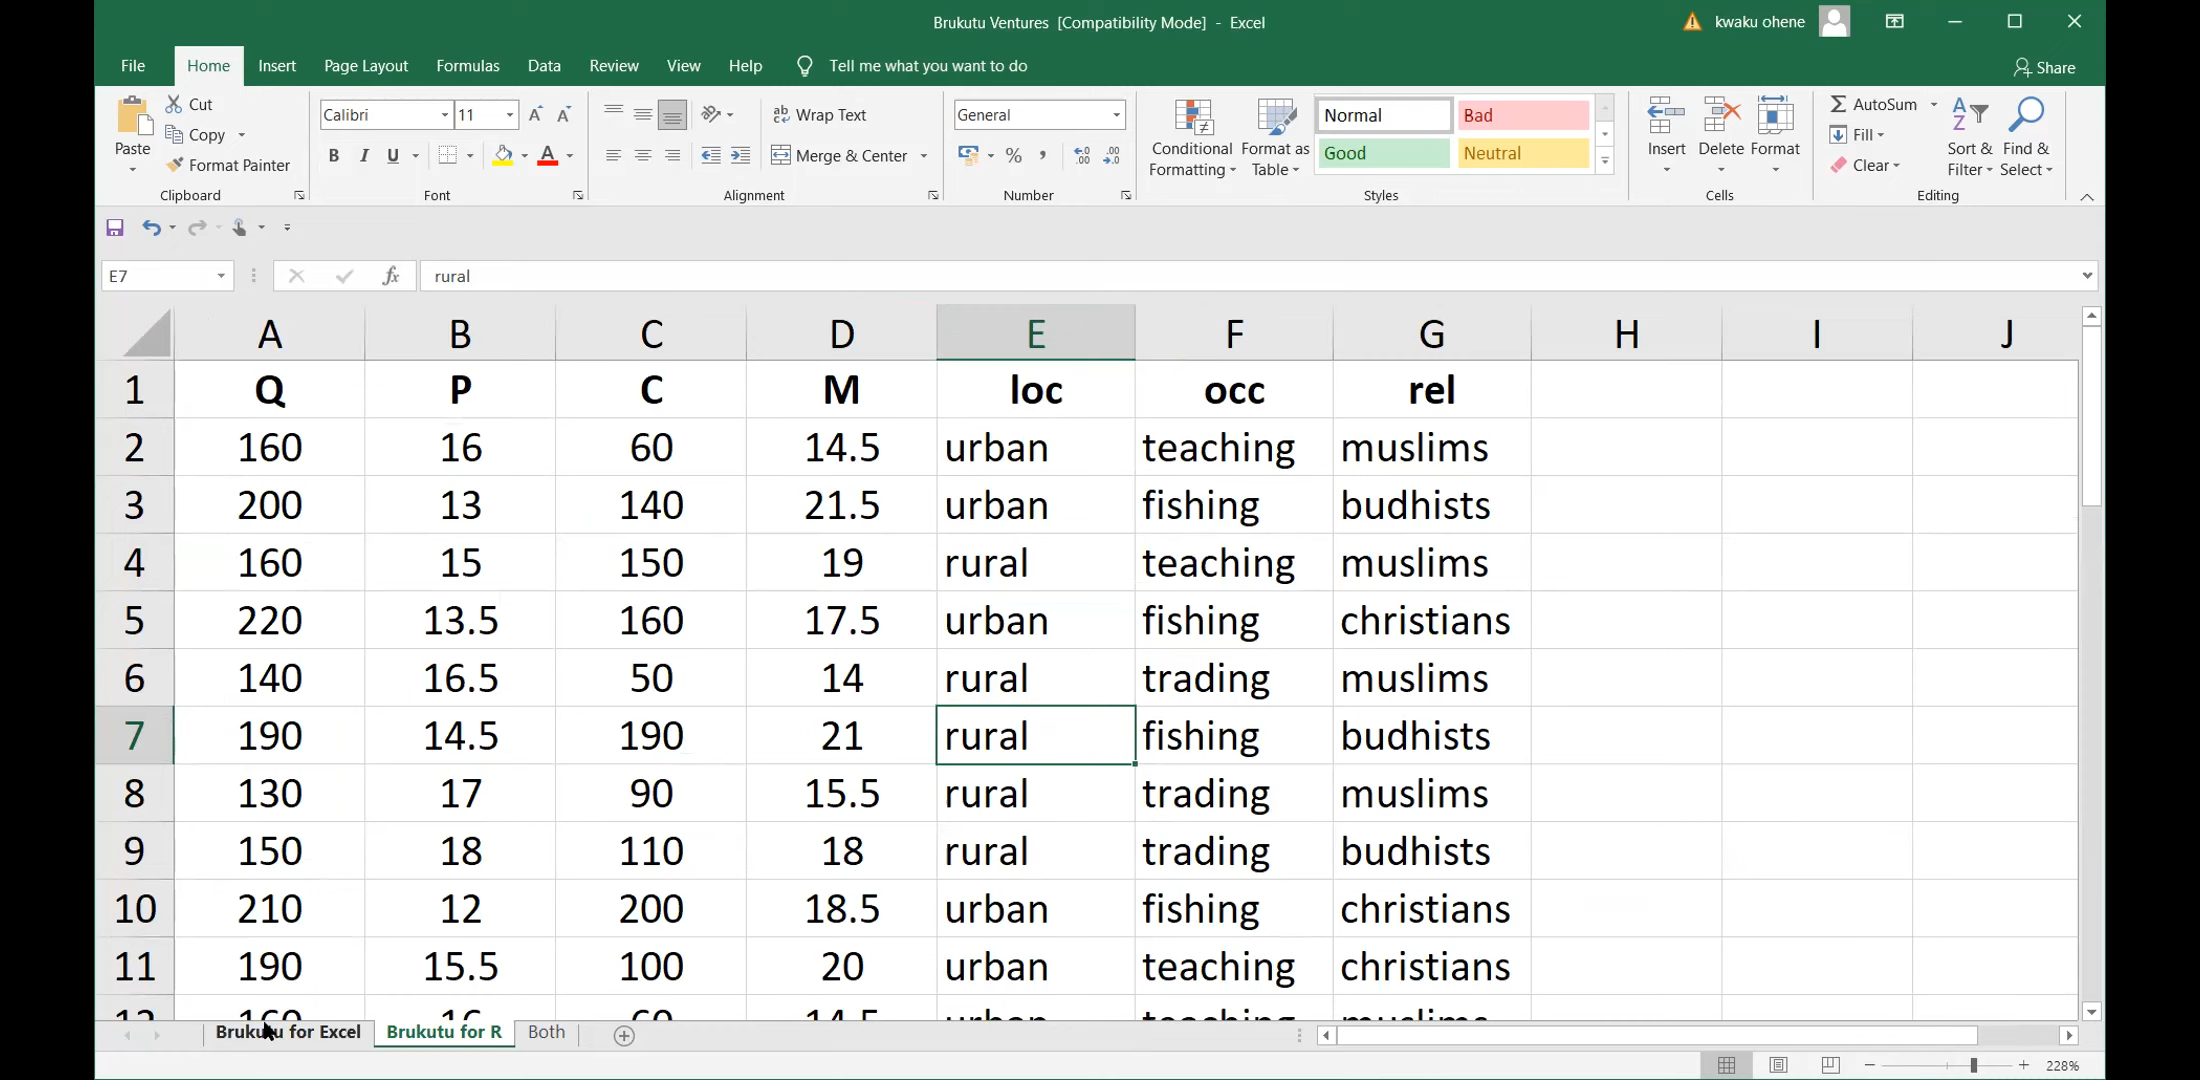 Brukutu Ventures [Compatibility Mode] - Excel
kwaku ohene
File Home Insert Page Layout Formulas Data Review View Help Tell me what you want to do
Share
Paste
Cut
Copy
Format Painter
Clipboard
Calibri 11
B I U
Font
Wrap Text
Merge & Center
Alignment
General
%
Number
Conditional Formatting
Format as Table
Normal Bad
Good Neutral
Styles
Insert Delete Format
Cells
AutoSum
Fill
Clear
Sort & Filter
Find & Select
Editing
E7 fx rural
A B C D E F G H I J
1 Q P C M loc occ rel
2 160 16 60 14.5 urban teaching muslims
3 200 13 140 21.5 urban fishing budhists
4 160 15 150 19 rural teaching muslims
5 220 13.5 160 17.5 urban fishing christians
6 140 16.5 50 14 rural trading muslims
7 190 14.5 190 21 rural fishing budhists
8 130 17 90 15.5 rural trading muslims
9 150 18 110 18 rural trading budhists
10 210 12 200 18.5 urban fishing christians
11 190 15.5 100 20 urban teaching christians
12 160 16 60 14.5 urban teaching muslims
Brukutu for Excel Brukutu for R Both
228%